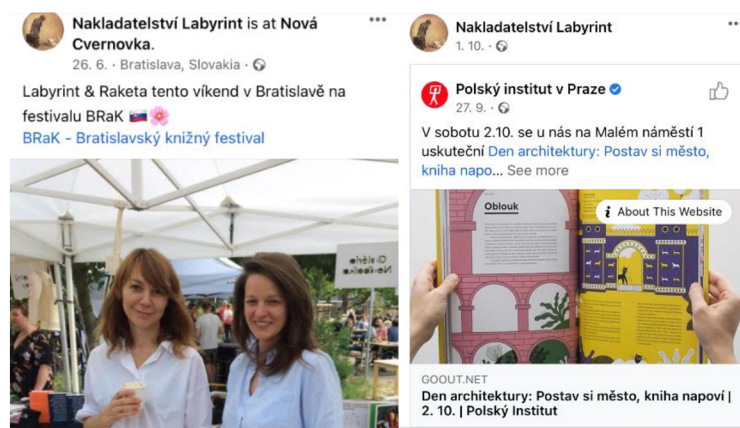 Nakladatelství Labyrint is at Nová
Cvernovka.
26. 6. · Bratislava, Slovakia ·
Labyrint & Raketa tento víkend v Bratislavě na
festivalu BRaK 🇸🇰🌸
BRaK - Bratislavský knižný festival
Nakladatelství Labyrint
1. 10. ·
Polský institut v Praze
27. 9. ·
V sobotu 2.10. se u nás na Malém náměstí 1
uskuteční Den architektury: Postav si město,
kniha napo... See more
Oblouk
i About This Website
GOOUT.NET
Den architektury: Postav si město, kniha napoví |
2. 10. | Polský Institut